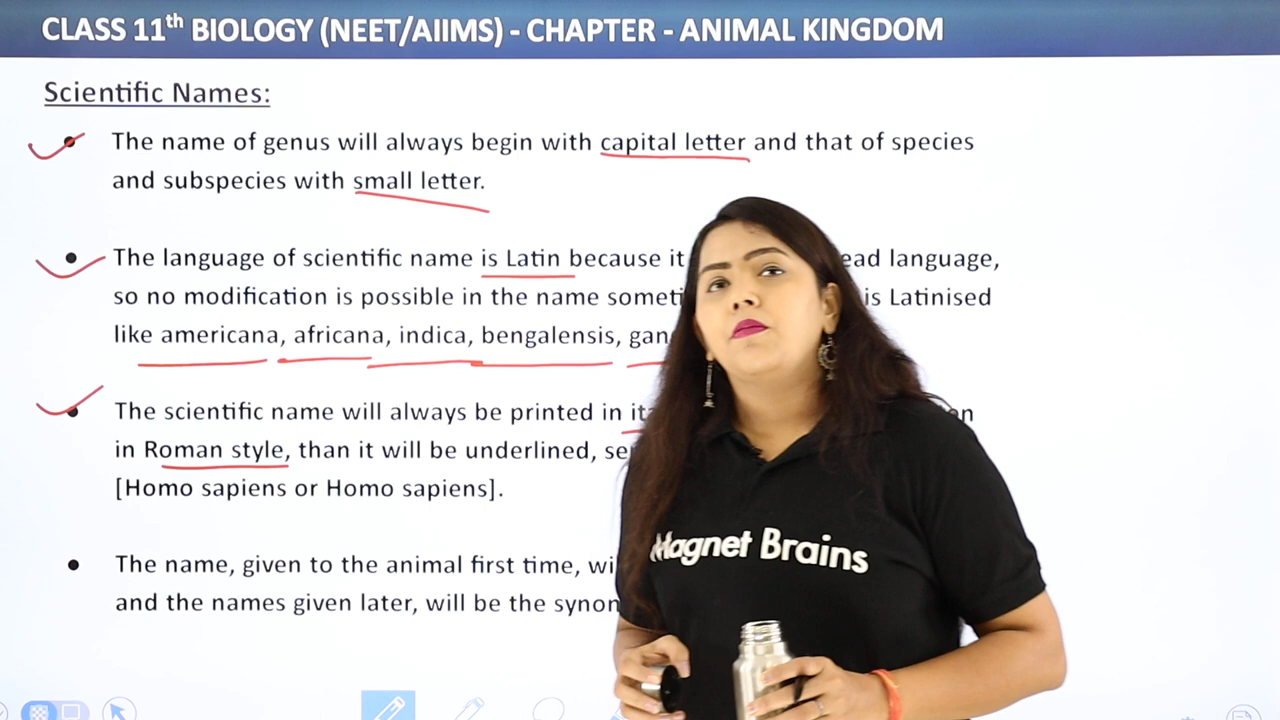 CLASS 11th BIOLOGY (NEET/AIIMS) - CHAPTER - ANIMAL KINGDOM
Scientific Names:
The name of genus will always begin with capital letter and that of species
and subspecies with small letter.
The language of scientific name is Latin because it ead language,
so no modification is possible in the name someti is Latinised
like americana, africana, indica, bengalensis, gan
The scientific name will always be printed in ita en
in Roman style, than it will be underlined, se
[Homo sapiens or Homo sapiens].
The name, given to the animal first time, wi
and the names given later, will be the synon
Magnet Brains